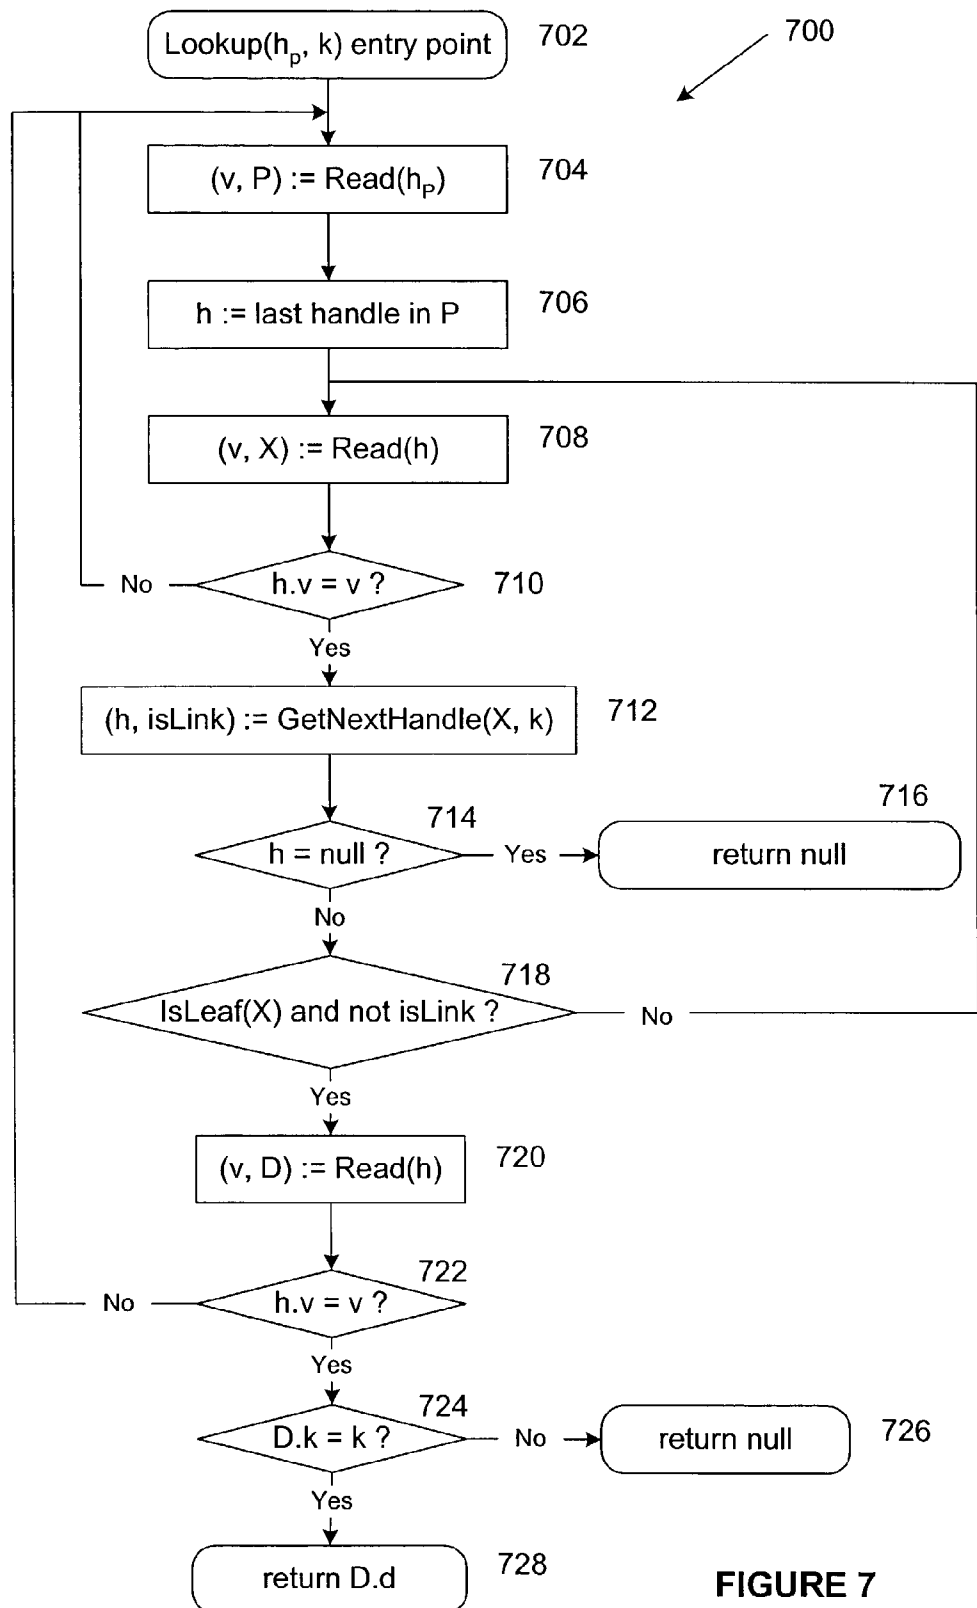 Lookup(hp, k) entry point
702
700
(v, P) := Read(hP)
704
h := last handle in P
706
(v, X) := Read(h)
708
h.v = v ?
710
No
Yes
(h, isLink) := GetNextHandle(X, k)
712
h = null ?
714
Yes
return null
716
No
IsLeaf(X) and not isLink ?
718
No
Yes
(v, D) := Read(h)
720
h.v = v ?
722
No
Yes
D.k = k ?
724
No
return null
726
Yes
return D.d
728
FIGURE 7